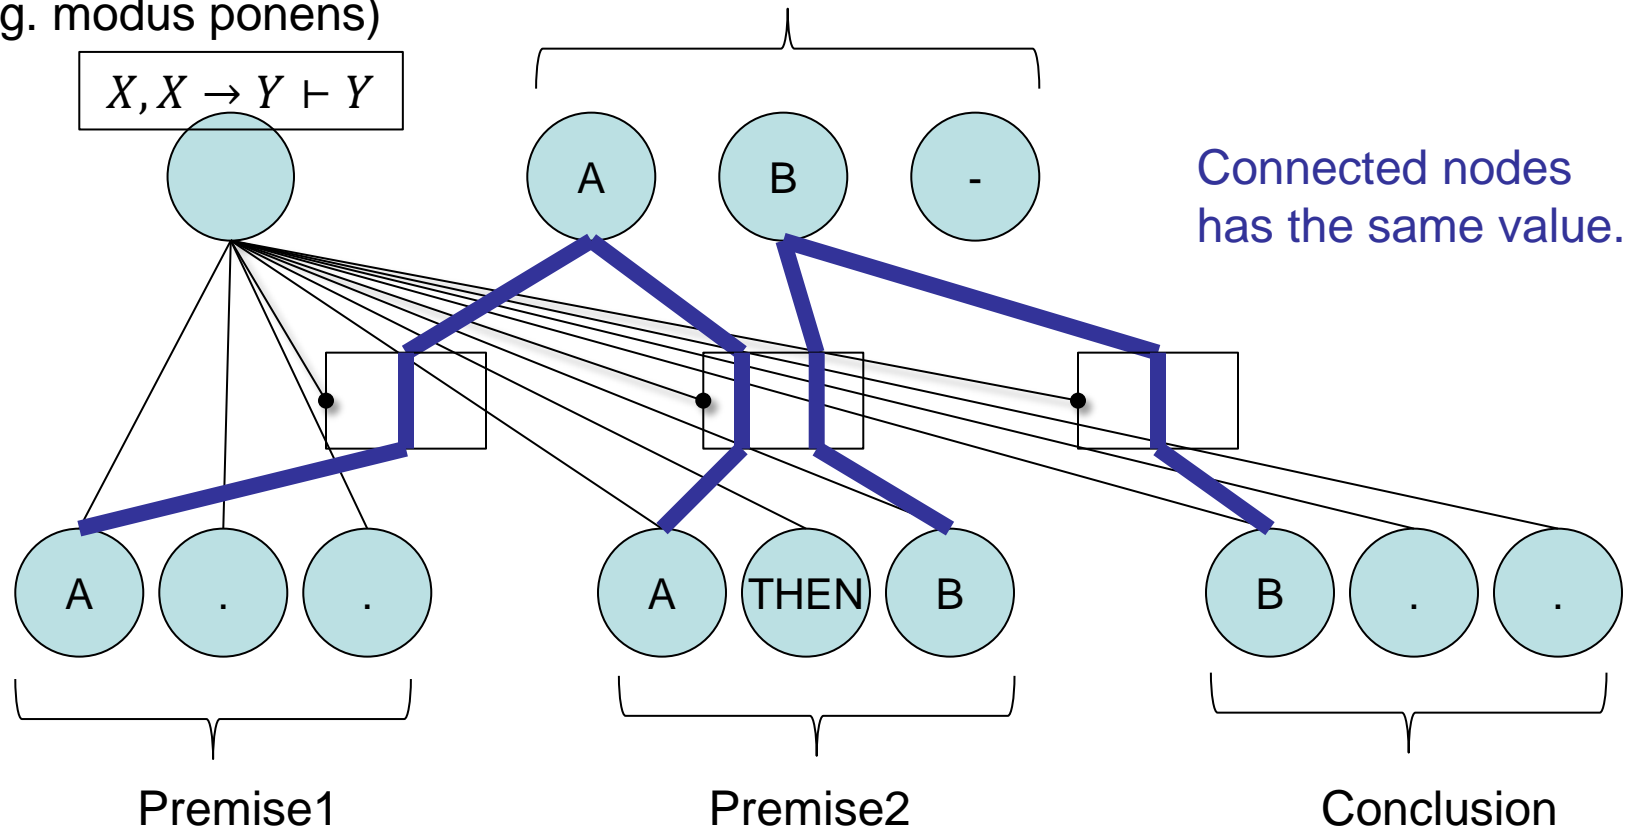 g. modus ponens)
X, X → Y ⊢ Y
A B -
Connected nodes
has the same value.
A . . A THEN B B . .
Premise1 Premise2 Conclusion